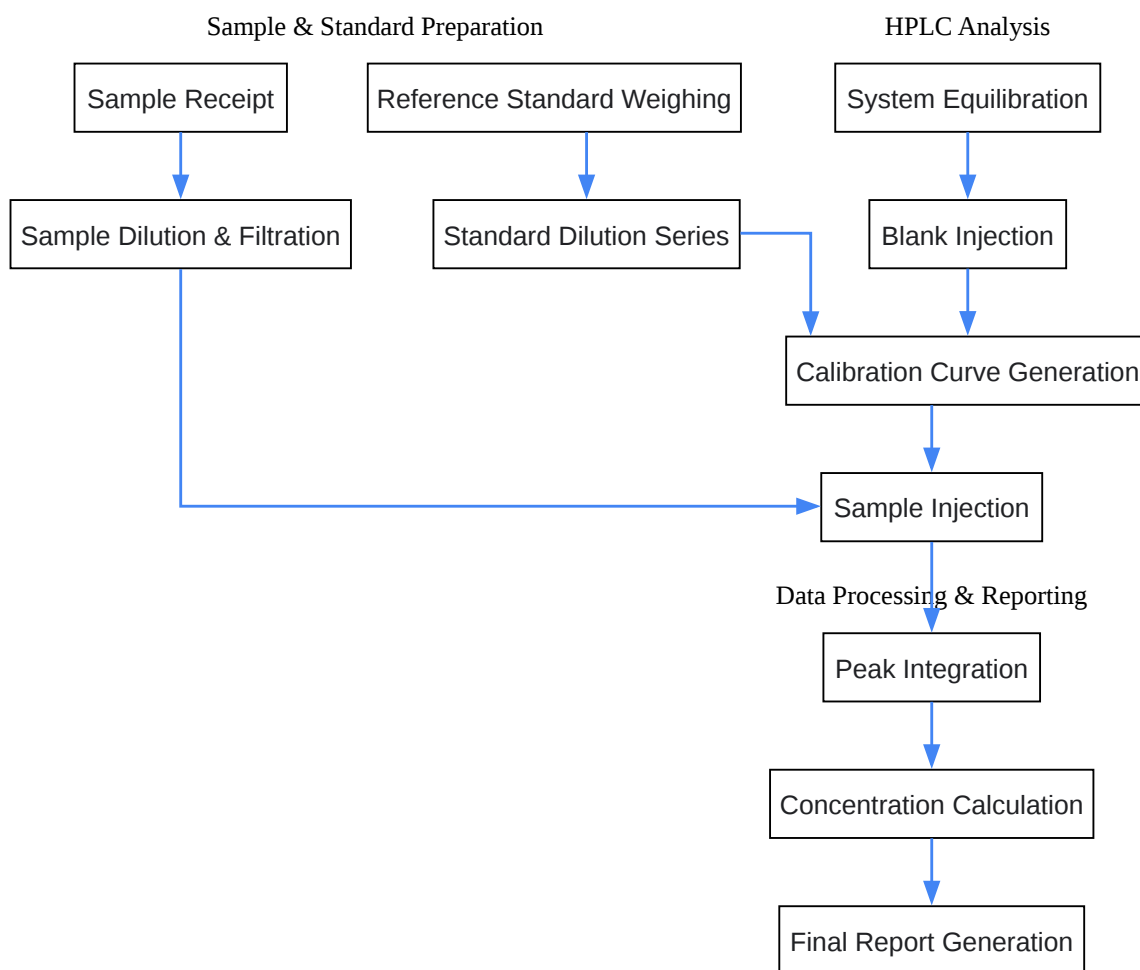 Sample & Standard Preparation
HPLC Analysis
Sample Receipt
Reference Standard Weighing
System Equilibration
Sample Dilution & Filtration
Standard Dilution Series
Blank Injection
Calibration Curve Generation
Sample Injection
Data Processing & Reporting
Peak Integration
Concentration Calculation
Final Report Generation